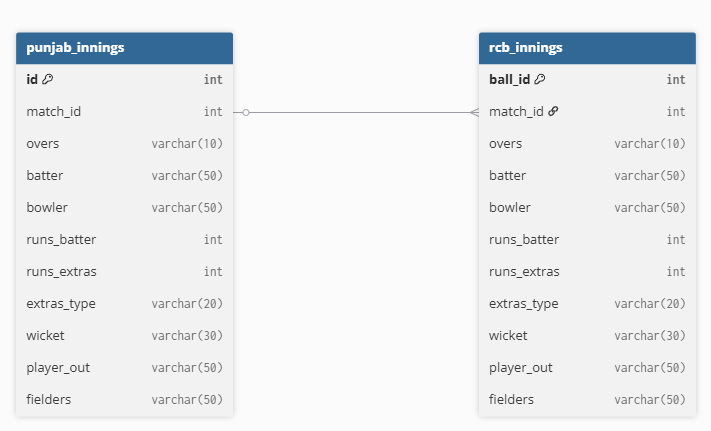 punjab_innings
id int
match_id int
overs varchar(10)
batter varchar(50)
bowler varchar(50)
runs_batter int
runs_extras int
extras_type varchar(20)
wicket varchar(30)
player_out varchar(50)
fielders varchar(50)
rcb_innings
ball_id int
match_id int
overs varchar(10)
batter varchar(50)
bowler varchar(50)
runs_batter int
runs_extras int
extras_type varchar(20)
wicket varchar(30)
player_out varchar(50)
fielders varchar(50)